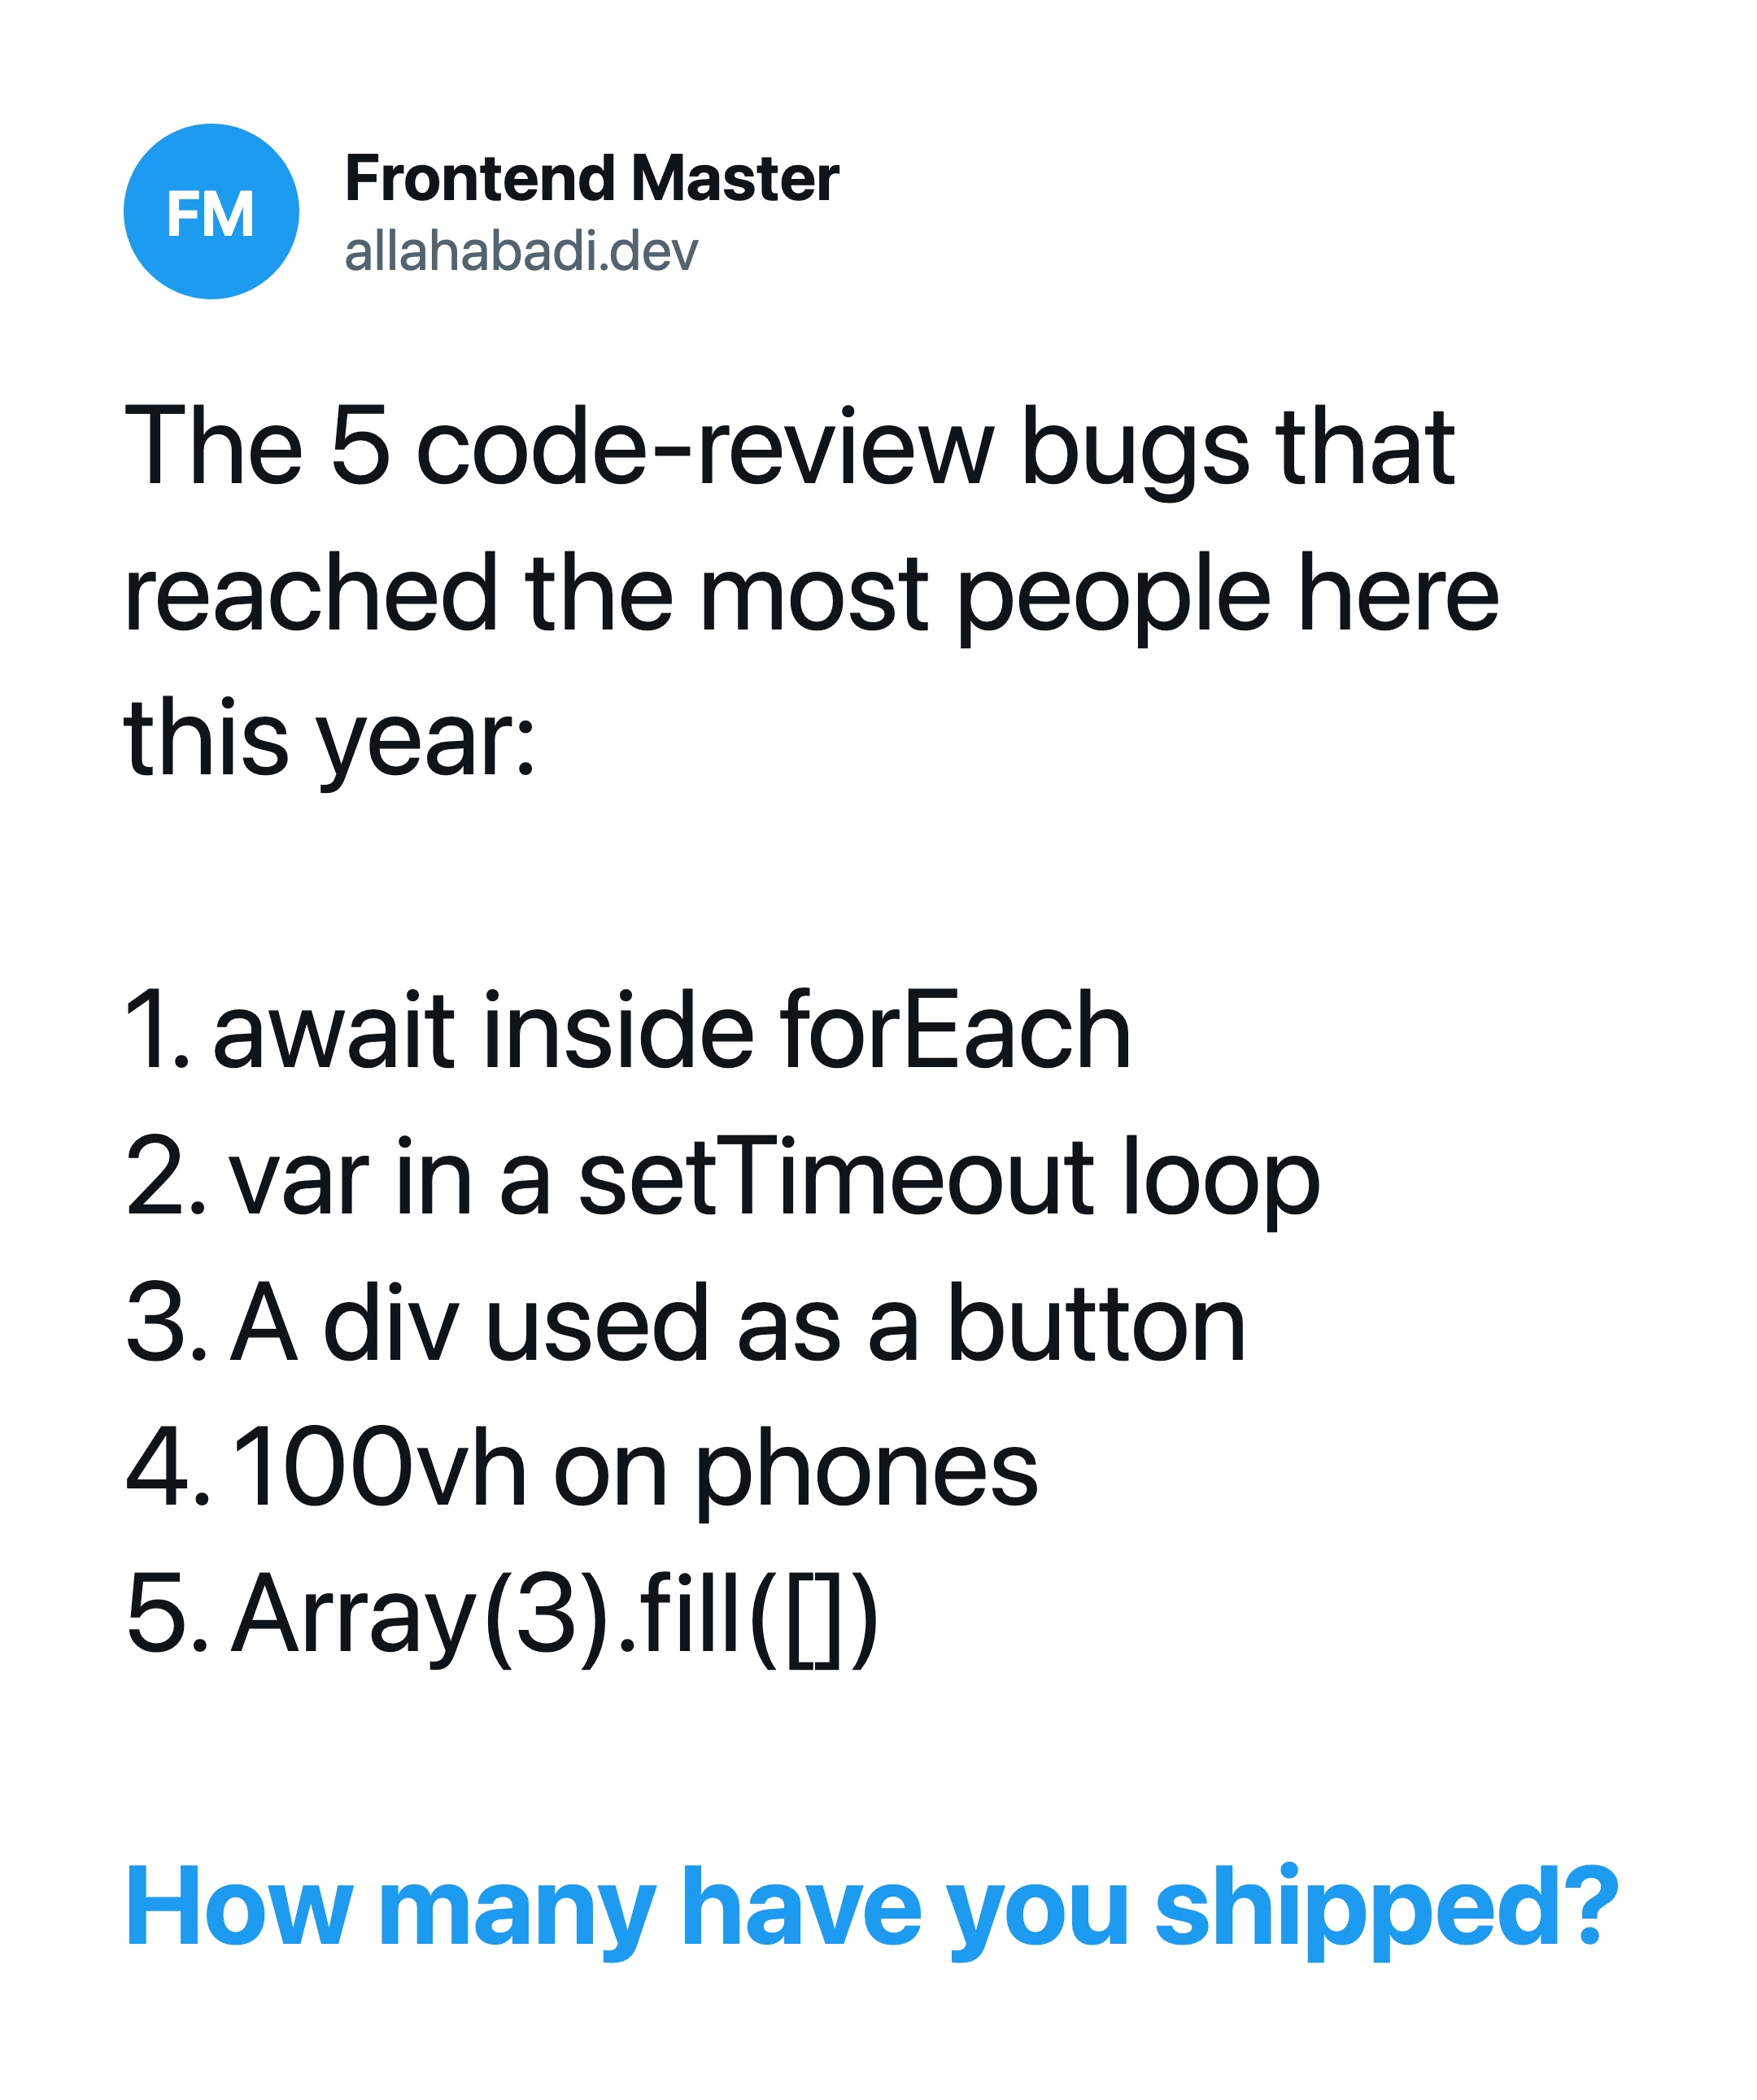 FM
Frontend Master
allahabadi.dev
The 5 code-review bugs that
reached the most people here
this year:
1. await inside forEach
2. var in a setTimeout loop
3. A div used as a button
4. 100vh on phones
5. Array(3).fill([])
How many have you shipped?